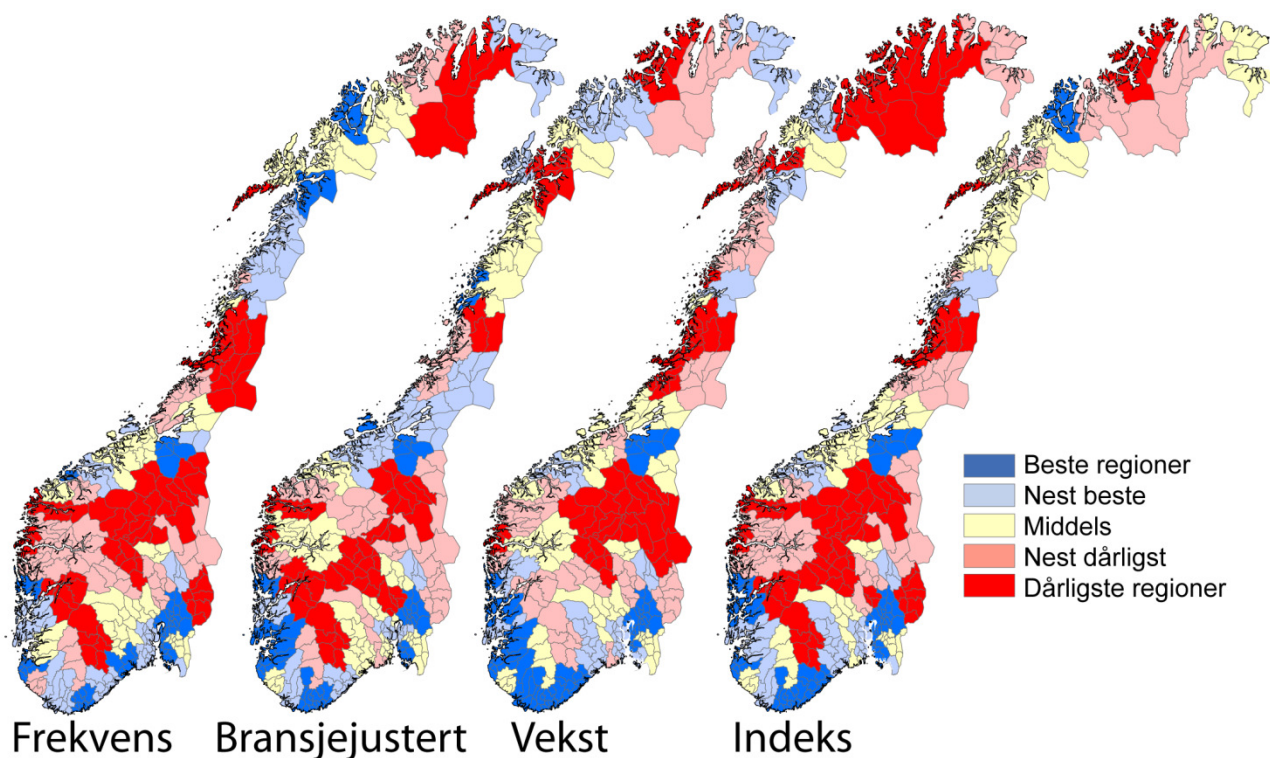 Beste regioner
Nest beste
Middels
Nest dårligst
Dårligste regioner
Frekvens Bransjejustert Vekst Indeks